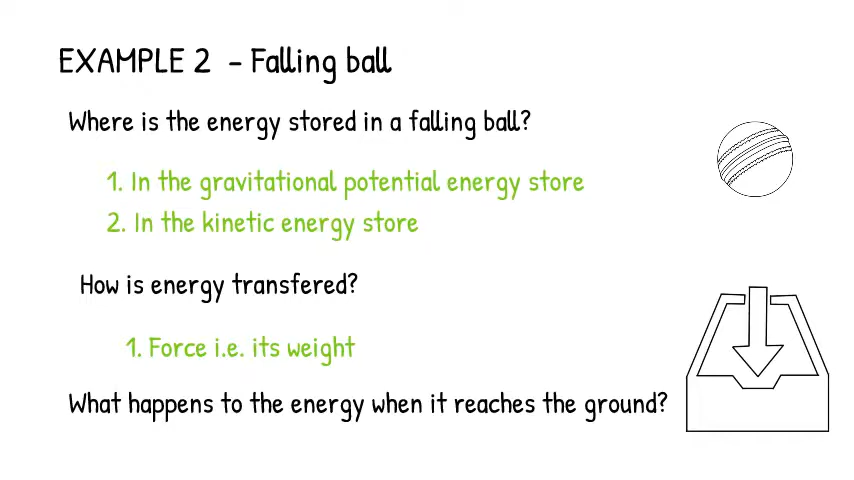 EXAMPLE 2 - Falling ball
Where is the energy stored in a falling ball?
1. In the gravitational potential energy store
2. In the kinetic energy store
How is energy transfered?
1. Force i.e. its weight
What happens to the energy when it reaches the ground?